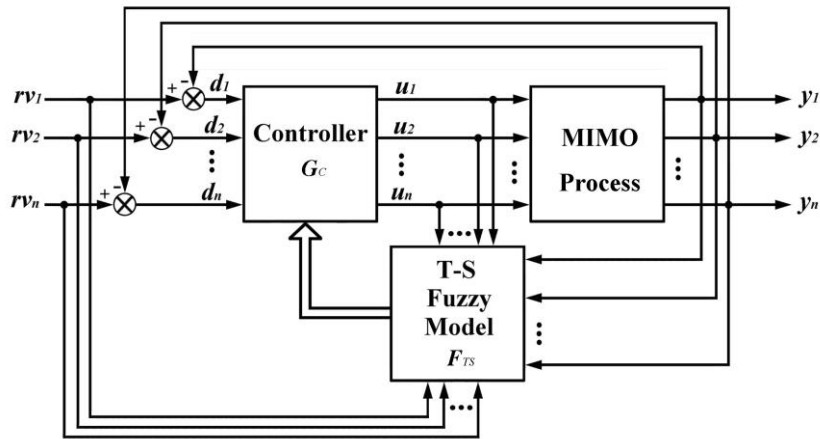 rv1 + - d1 u1 y1
rv2 + - d2 u2 y2
Controller
GC
MIMO
Process
rvn + - dn un yn
T-S
Fuzzy
Model
FTS